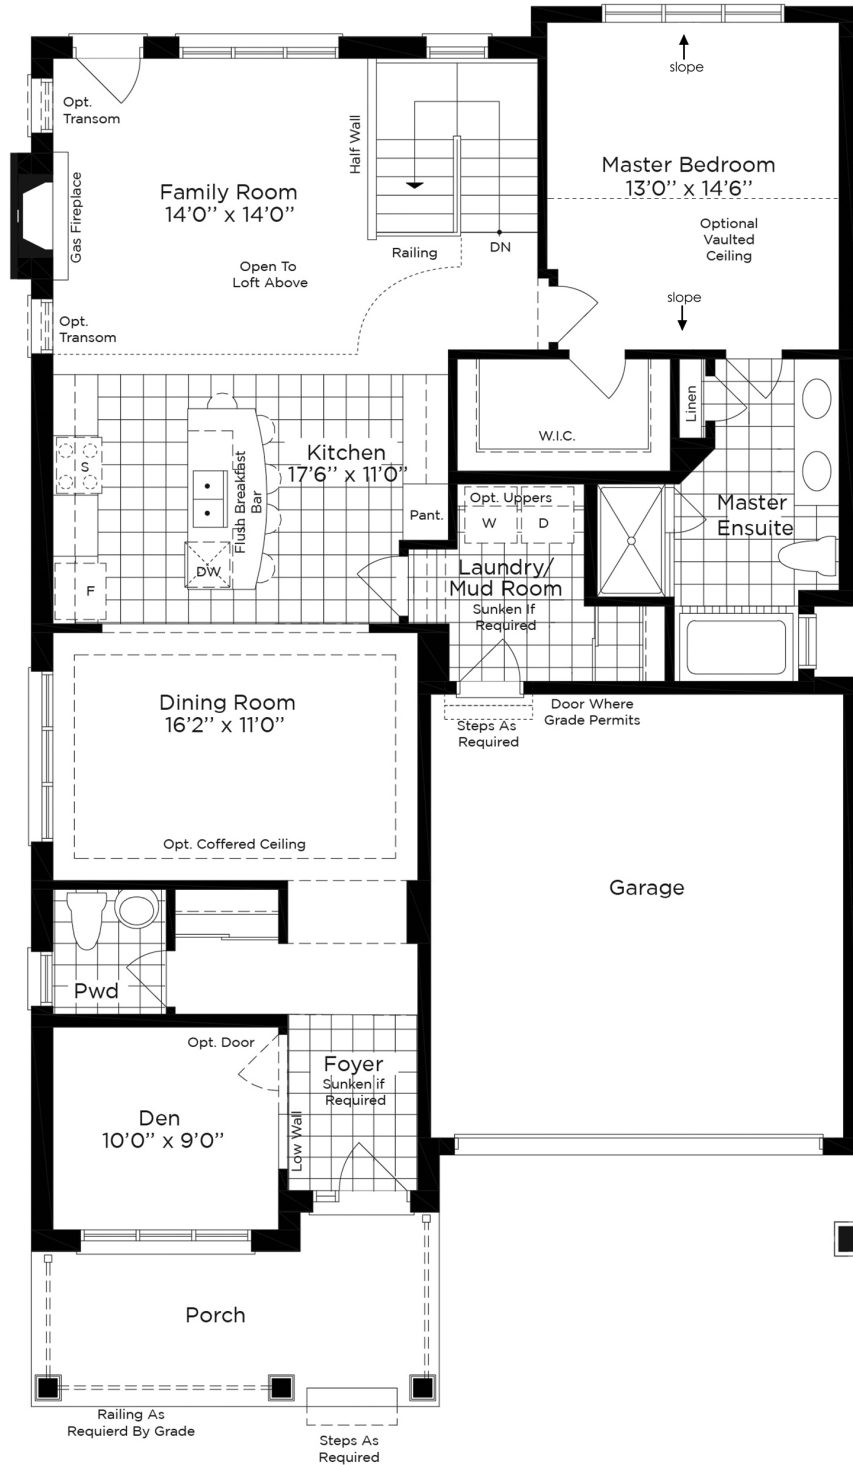 slope
Opt.
Transom
Half Wall
Master Bedroom
13'0'' x 14'6''
Family Room
14'0'' x 14'0''
Gas Fireplace
Optional
Vaulted
Ceiling
Railing
DN
Open To
Loft Above
slope
Opt.
Transom
Linen
W.I.C.
Kitchen
17'6'' x 11'0''
S
Flush Breakfast
Bar
Opt. Uppers
Pant.
W
D
Master
Ensuite
DW
F
Laundry/
Mud Room
Sunken If
Required
Dining Room
16'2'' x 11'0''
Door Where
Grade Permits
Steps As
Required
Opt. Coffered Ceiling
Garage
Pwd
Opt. Door
Foyer
Sunken if
Required
Low Wall
Den
10'0'' x 9'0''
Porch
Railing As
Requierd By Grade
Steps As
Required